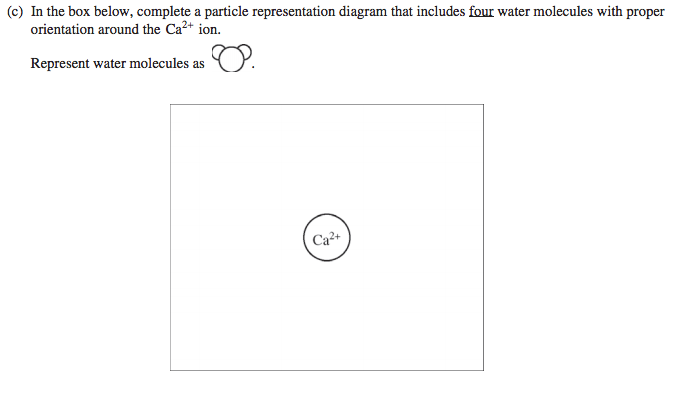 (c) In the box below, complete a particle representation diagram that includes four water molecules with proper
orientation around the Ca²⁺ ion.
Represent water molecules as .
Ca²⁺